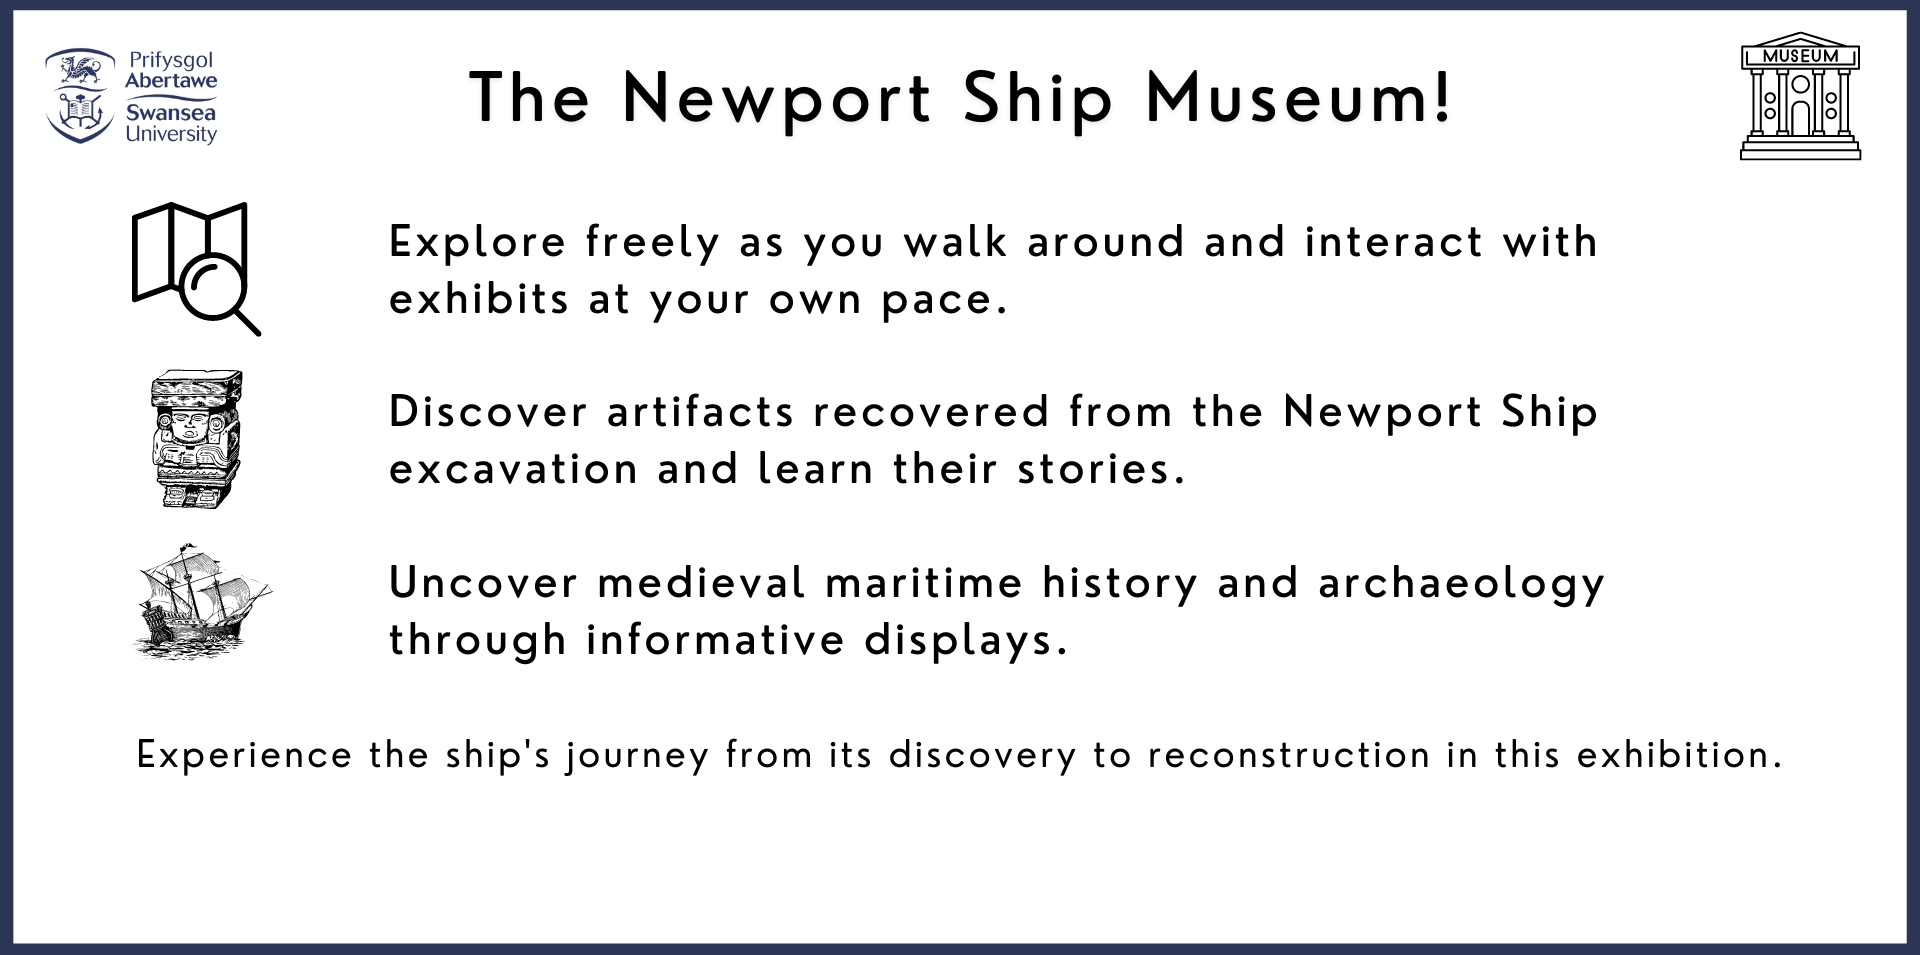 Prifysgol
Abertawe
Swansea
University
The Newport Ship Museum!
MUSEUM
Explore freely as you walk around and interact with
exhibits at your own pace.
Discover artifacts recovered from the Newport Ship
excavation and learn their stories.
Uncover medieval maritime history and archaeology
through informative displays.
Experience the ship's journey from its discovery to reconstruction in this exhibition.